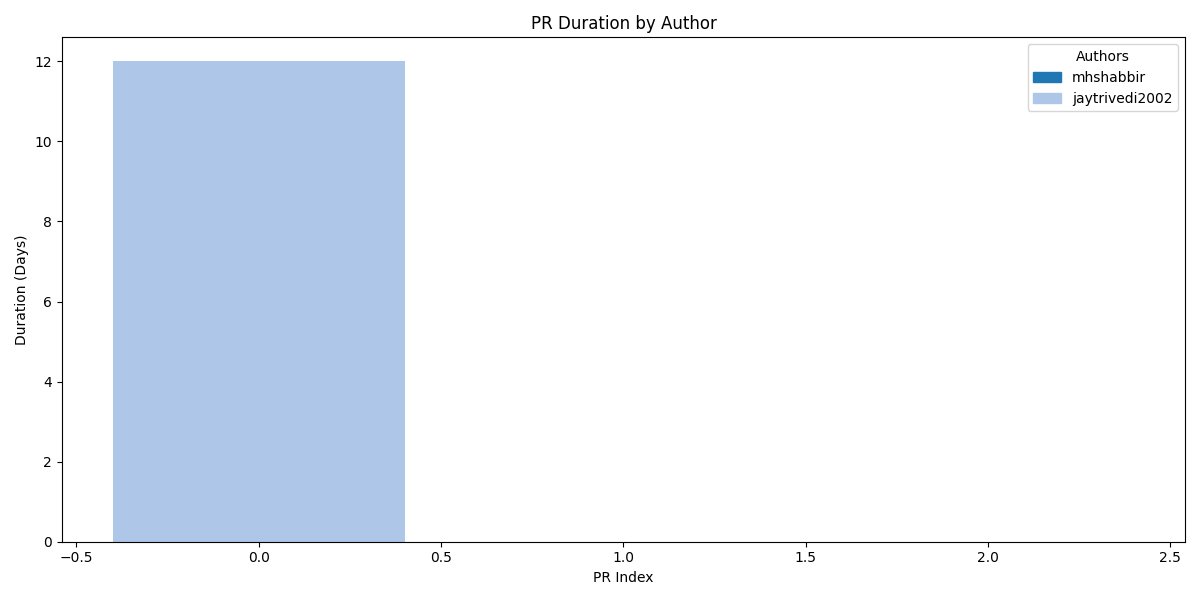 PR Duration by Author
Authors
mhshabbir
jaytrivedi2002
12
10
8
6
4
2
0
Duration (Days)
−0.5 0.0 0.5 1.0 1.5 2.0 2.5
PR Index